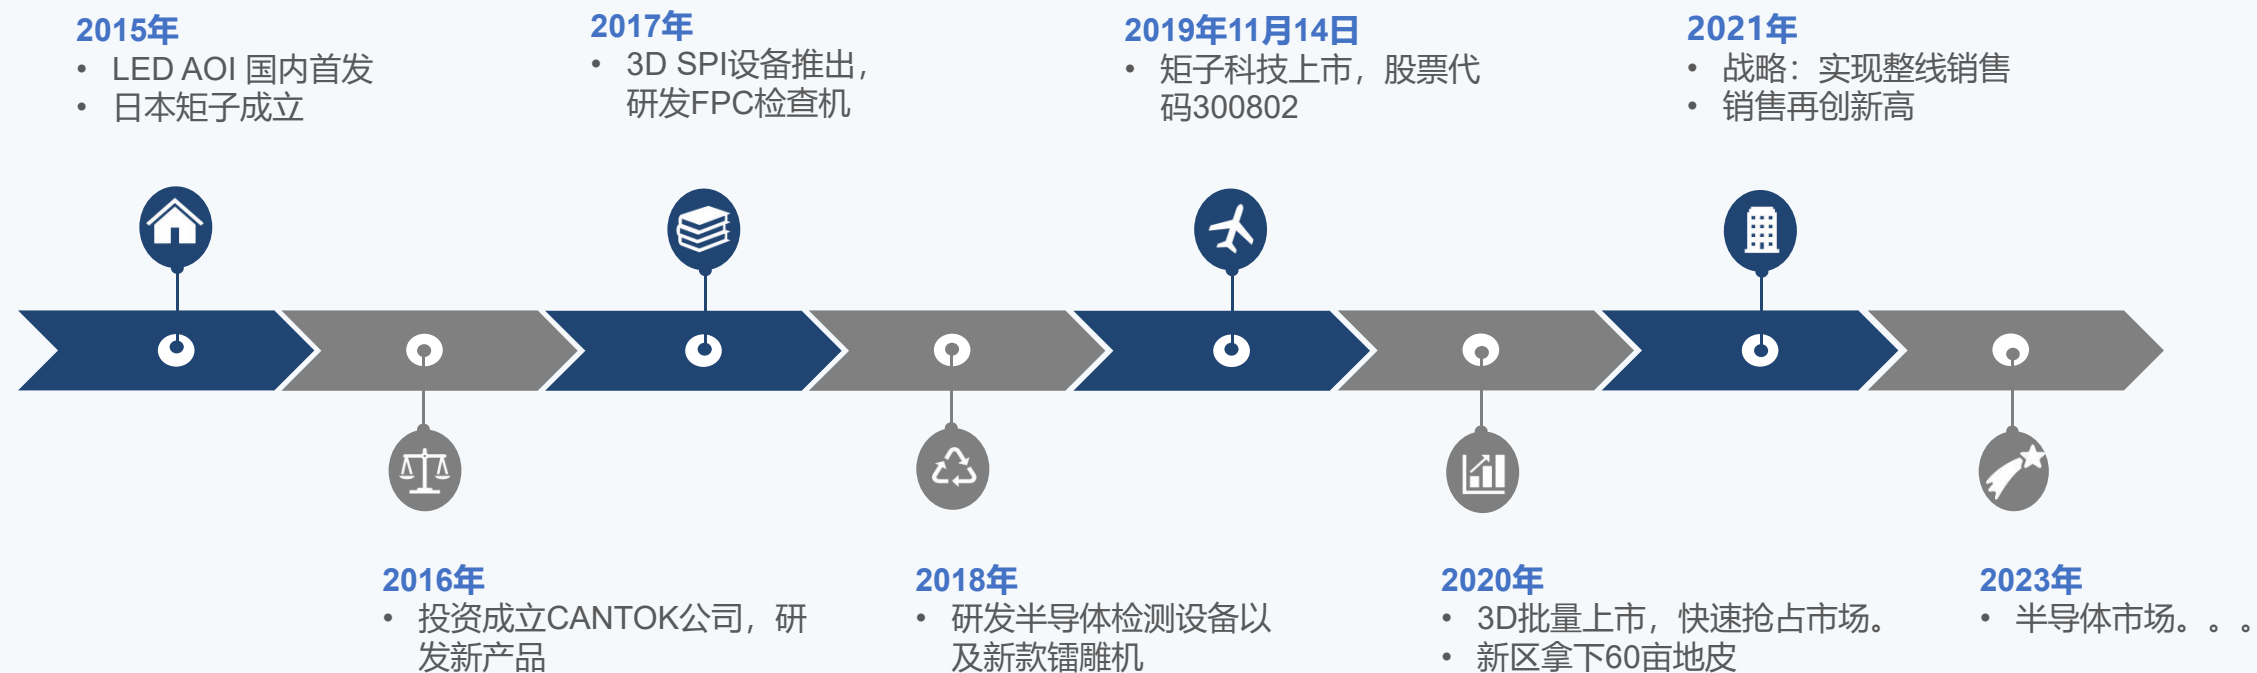 2015年
• LED AOI 国内首发
• 日本矩子成立
2016年
• 投资成立CANTOK公司，研
发新产品
2017年
• 3D SPI设备推出，
研发FPC检查机
2018年
• 研发半导体检测设备以
及新款镭雕机
2019年11月14日
• 矩子科技上市，股票代
码300802
2020年
• 3D批量上市，快速抢占市场。
• 新区拿下60亩地皮
2021年
• 战略：实现整线销售
• 销售再创新高
2023年
• 半导体市场。。。